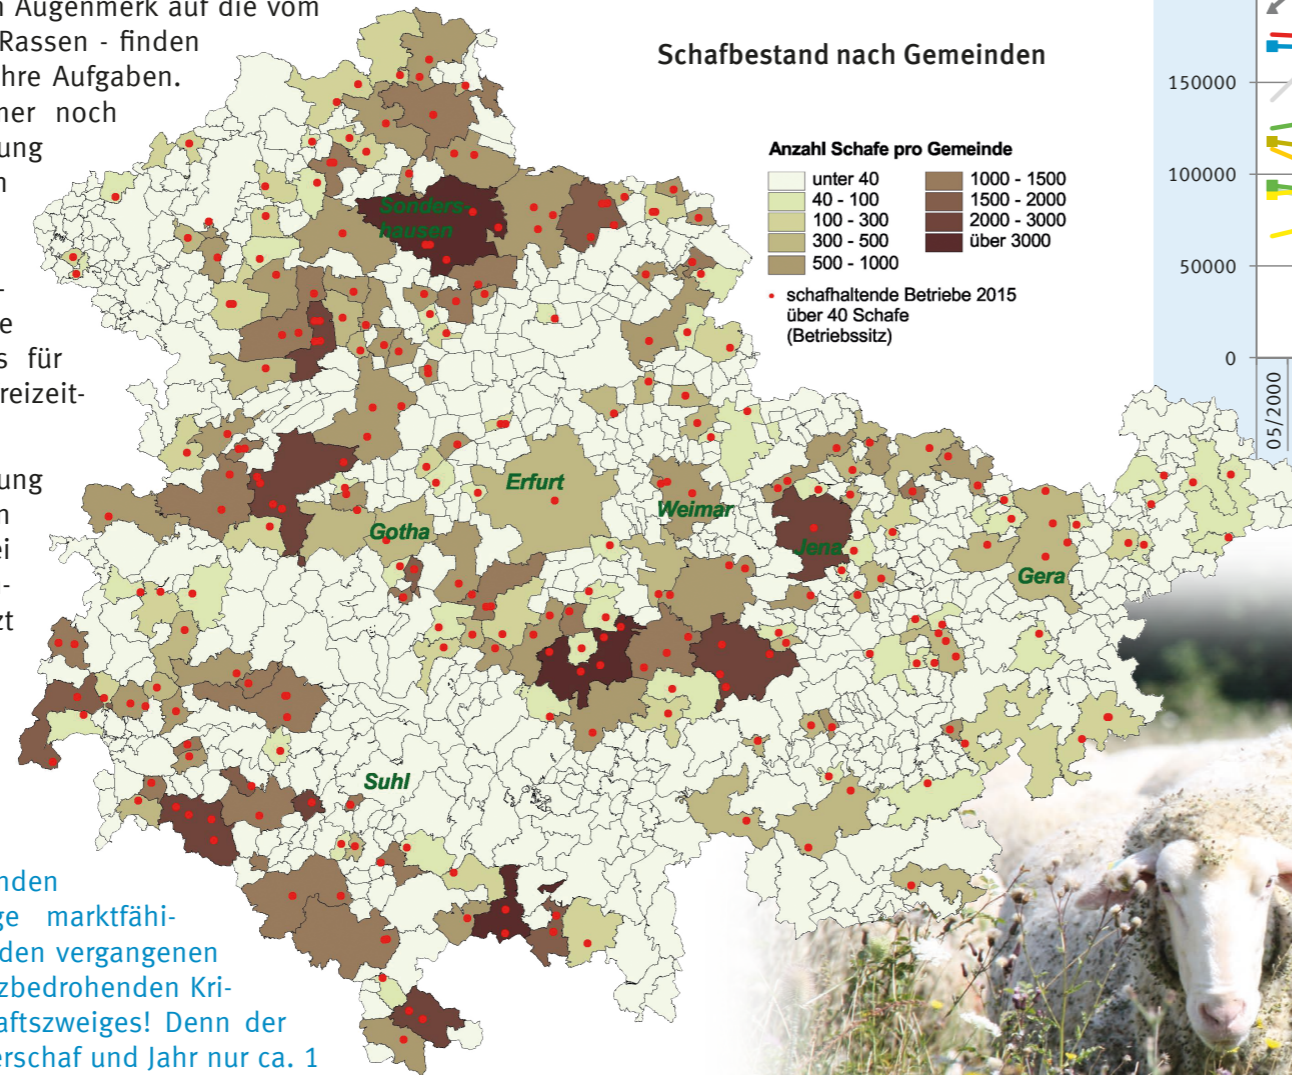 n Augenmerk auf die vom
Rassen - finden
hre Aufgaben.
ner noch
ung
n
-
e
s für
reizeit-
ung
n
ei
-
zt
nden
ge marktfähi-
den vergangenen
zbedrohenden Kri-
aftszweiges! Denn der
erschaf und Jahr nur ca. 1
Schafbestand nach Gemeinden
Anzahl Schafe pro Gemeinde
unter 40
40 - 100
100 - 300
300 - 500
500 - 1000
1000 - 1500
1500 - 2000
2000 - 3000
über 3000
schafhaltende Betriebe 2015
über 40 Schafe
(Betriebssitz)
Sonders-
hausen
Erfurt
Weimar
Gotha
Jena
Gera
Suhl
150000
100000
50000
0
05/2000